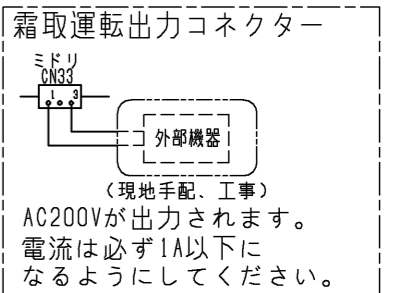 霜取運転出力コネクター
ミドリ
CN33
1 3
外部機器
(現地手配、工事)
AC200Vが出力されます。
電流は必ず1A以下に
なるようにしてください。